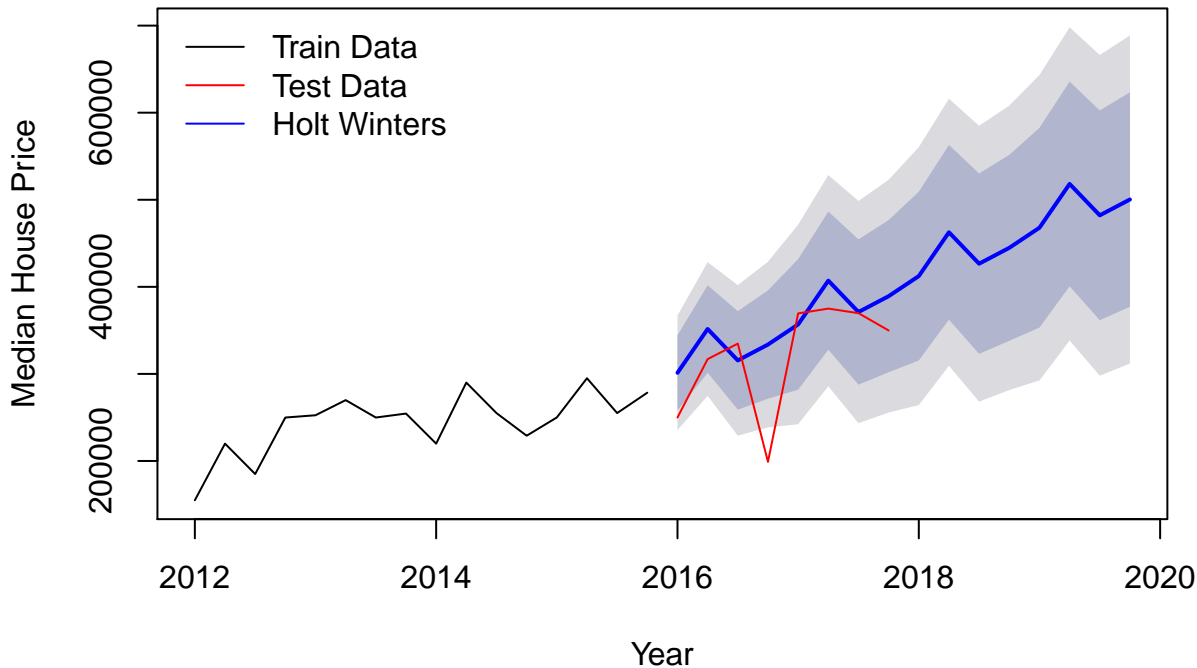 Train Data
Test Data
Holt Winters
Median House Price
600000
400000
200000
2012 2014 2016 2018 2020
Year